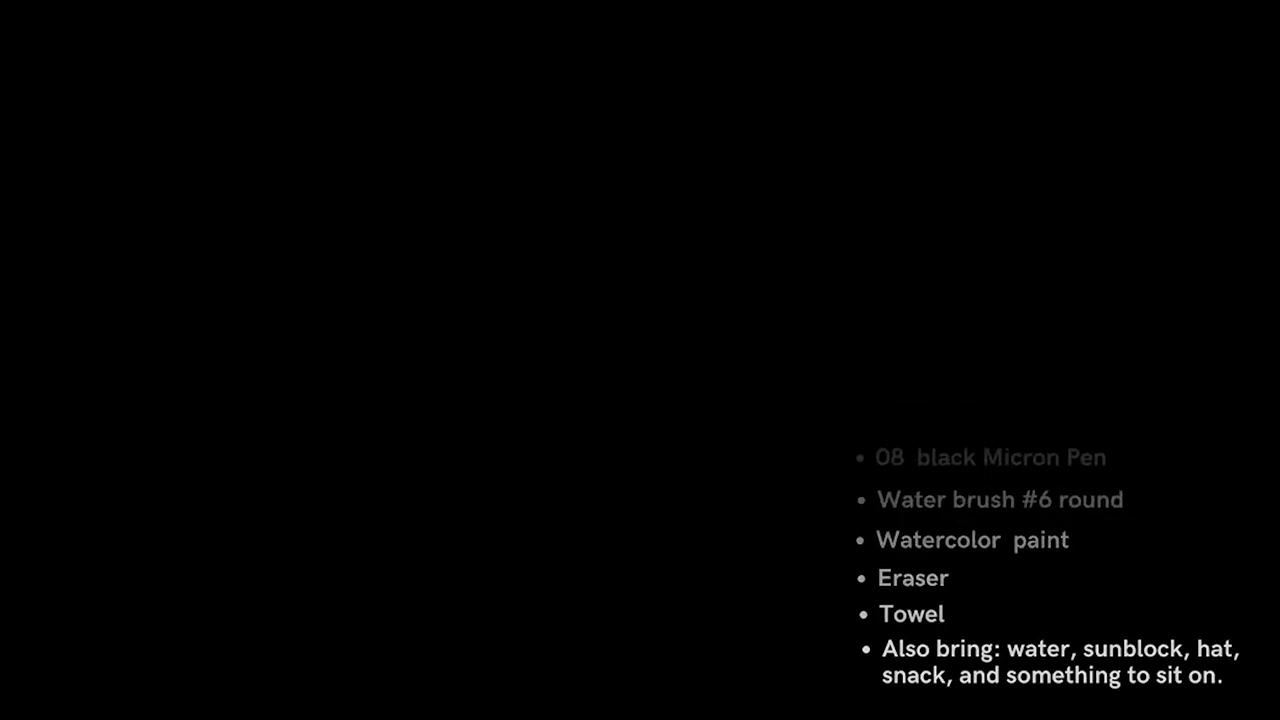 • 08 black Micron Pen
• Water brush #6 round
• Watercolor paint
• Eraser
• Towel
• Also bring: water, sunblock, hat,
snack, and something to sit on.